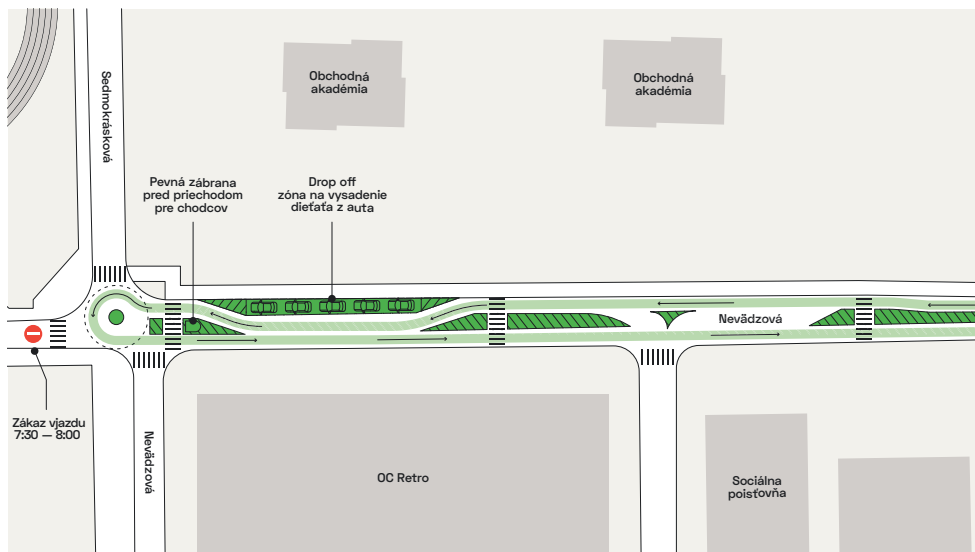 Obchodná
akadémia
Obchodná
akadémia
Sedmokrásková
Pevná zábrana
pred priechodom
pre chodcov
Drop off
zóna na vysadenie
dieťaťa z auta
Nevädzová
Zákaz vjazdu
7:30 — 8:00
Nevädzová
OC Retro
Sociálna
poisťovňa